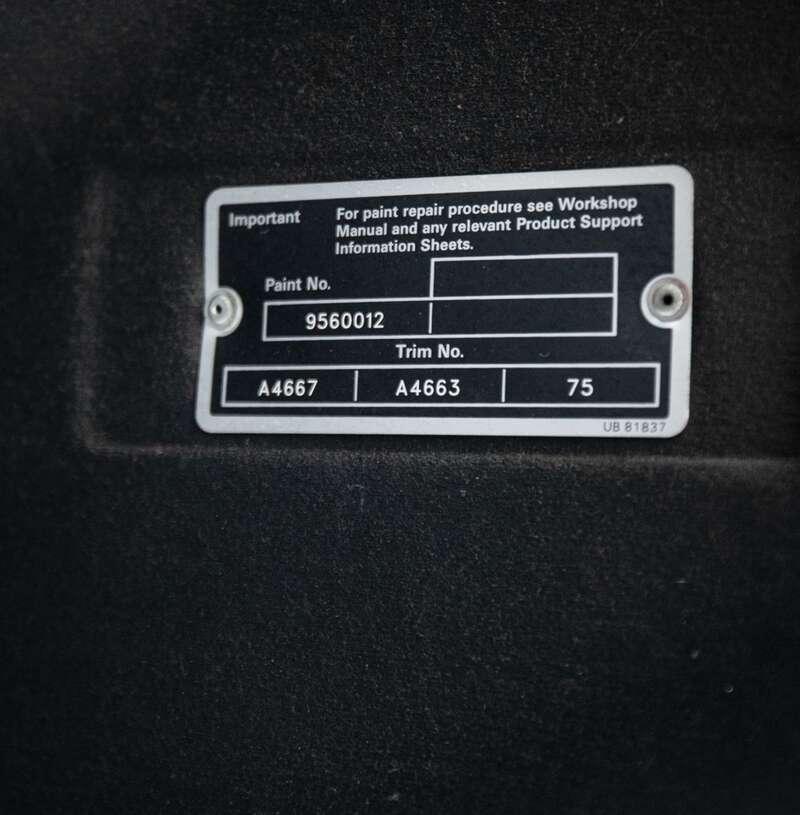 Important
For paint repair procedure see Workshop
Manual and any relevant Product Support
Information Sheets.
Paint No.
9560012
Trim No.
A4667 A4663 75
UB 81837